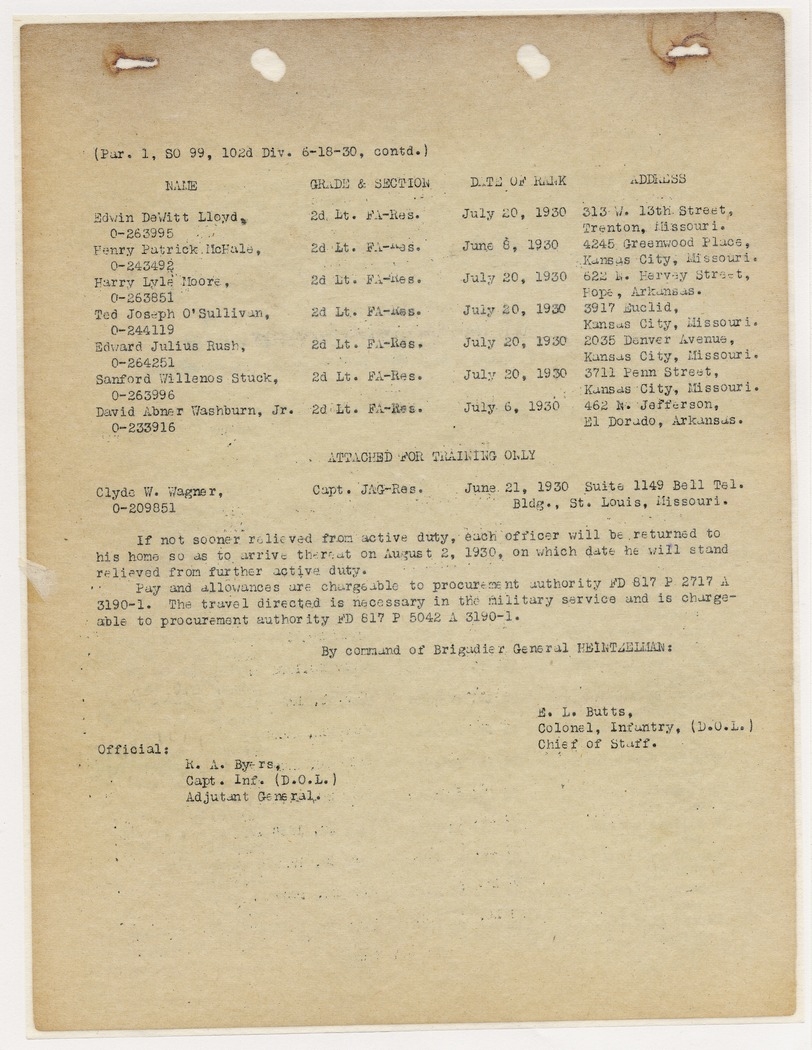 (Par. 1, SO 99, 102d Div. 6-18-30, contd.)
NAME GRADE & SECTION DATE OF RANK ADDRESS
Edwin DeWitt Lloyd, 2d. Lt. FA-Res. July 20, 1930 313 W. 13th Street,
0-263995 Trenton, Missouri.
Henry Patrick McHale, 2d Lt. FA-Res. June 8, 1930 4245 Greenwood Place,
0-243492 Kansas City, Missouri.
Harry Lyle Moore, 2d Lt. FA-Res. July 20, 1930 622 N. Hervey Street,
0-263851 Hope, Arkansas.
Ted Joseph O'Sullivan, 2d Lt. FA-Res. July 20, 1930 3917 Euclid,
0-244119 Kansas City, Missouri.
Edward Julius Rush, 2d Lt. FA-Res. July 20, 1930 2035 Denver Avenue,
0-264251 Kansas City, Missouri.
Sanford Willenos Stuck, 2d Lt. FA-Res. July 20, 1930 3711 Penn Street,
0-263996 Kansas City, Missouri.
David Abner Washburn, Jr. 2d Lt. FA-Res. July 6, 1930 462 N. Jefferson,
0-233916 El Dorado, Arkansas.
ATTACHED FOR TRAINING ONLY
Clyde W. Wagner, Capt. JAG-Res. June 21, 1930 Suite 1149 Bell Tel.
0-209851 Bldg., St. Louis, Missouri.
If not sooner relieved from active duty, each officer will be returned to
his home so as to arrive thereat on August 2, 1930, on which date he will stand
relieved from further active duty.
Pay and allowances are chargeable to procurement authority FD 817 P 2717 A
3190-1. The travel directed is necessary in the military service and is charge-
able to procurement authority FD 817 P 5042 A 3190-1.
By command of Brigadier General HEINTZELMAN:
E. L. Butts,
Colonel, Infantry, (D.O.L.)
Chief of Staff.
Official:
R. A. Byers,
Capt. Inf. (D.O.L.)
Adjutant General.